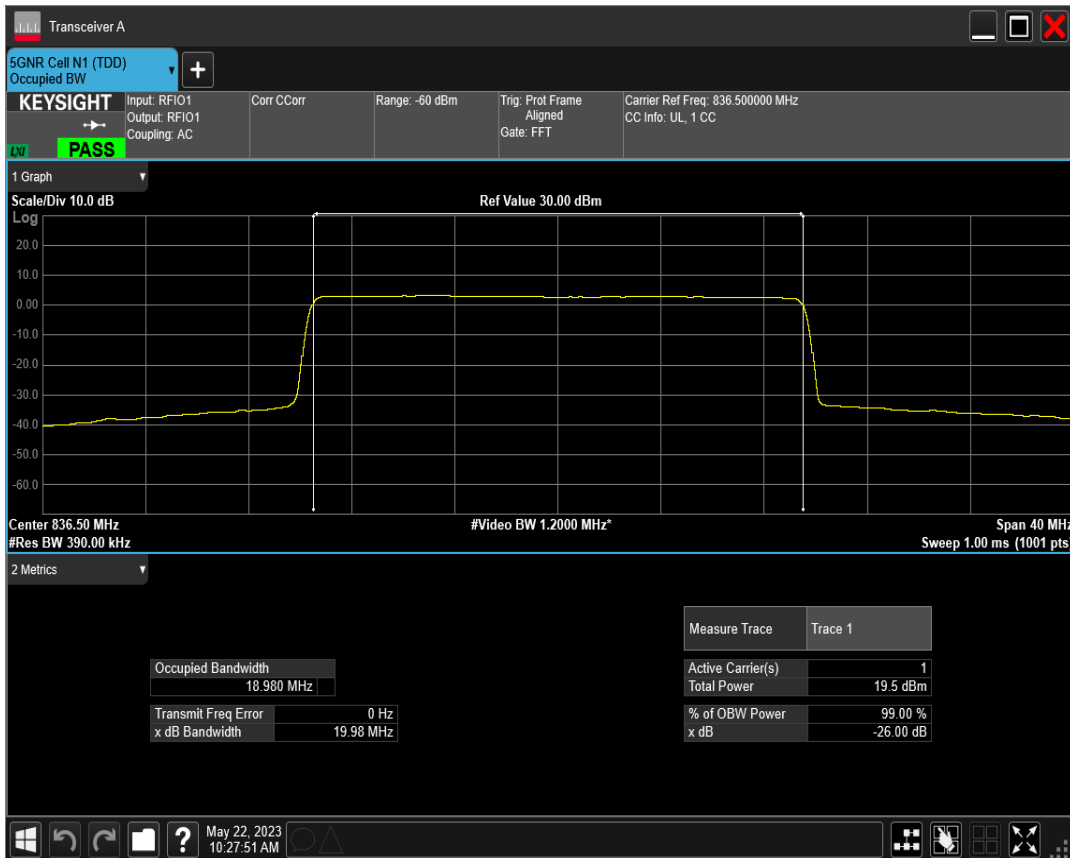 Transceiver A
5GNR Cell N1 (TDD)
Occupied BW
+
KEYSIGHT
LXI
PASS
Input: RFIO1
Output: RFIO1
Coupling: AC
Corr CCorr
Range: -60 dBm
Trig: Prot Frame
Aligned
Gate: FFT
Carrier Ref Freq: 836.500000 MHz
CC Info: UL, 1 CC
1 Graph
Scale/Div 10.0 dB
Ref Value 30.00 dBm
Log
20.0
10.0
0.00
-10.0
-20.0
-30.0
-40.0
-50.0
-60.0
Center 836.50 MHz
#Video BW 1.2000 MHz*
Span 40 MHz
#Res BW 390.00 kHz
Sweep 1.00 ms (1001 pts)
2 Metrics
Measure Trace Trace 1
Occupied Bandwidth
18.980 MHz
Active Carrier(s) 1
Total Power 19.5 dBm
Transmit Freq Error 0 Hz
x dB Bandwidth 19.98 MHz
% of OBW Power 99.00 %
x dB -26.00 dB
?
May 22, 2023
10:27:51 AM